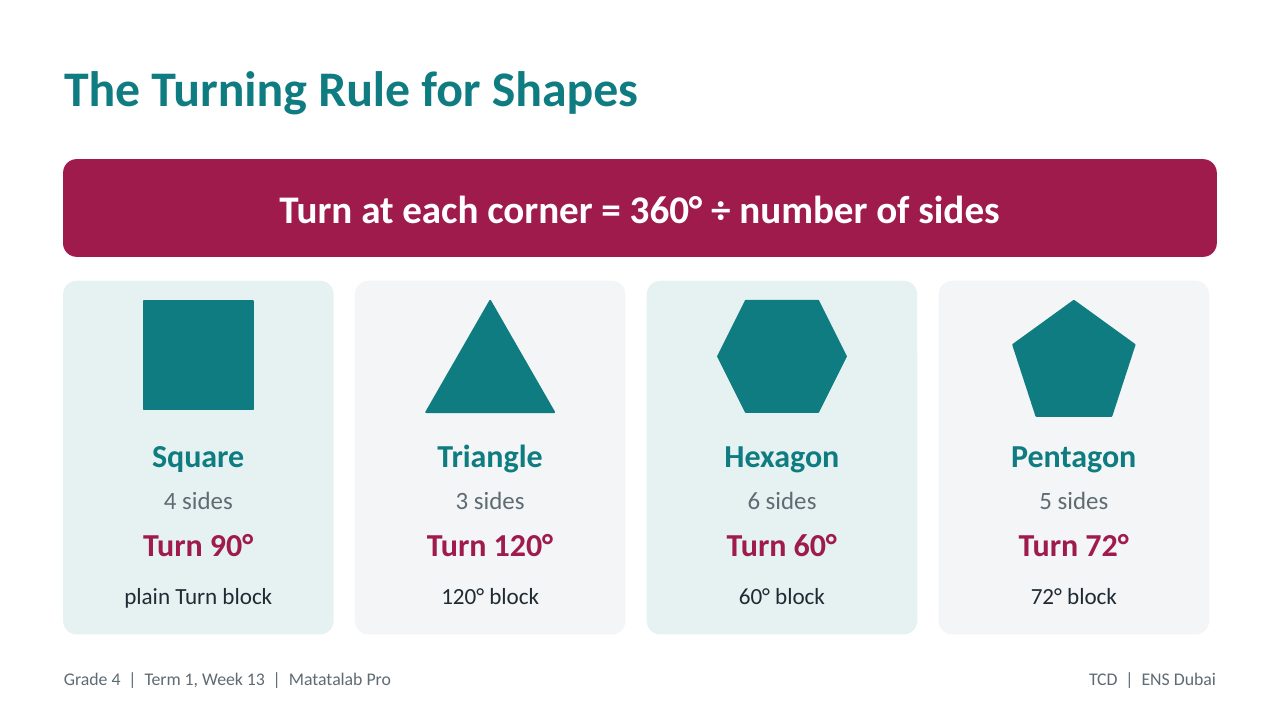 The Turning Rule for Shapes
Turn at each corner = 360° ÷ number of sides
Square
4 sides
Turn 90°
plain Turn block
Triangle
3 sides
Turn 120°
120° block
Hexagon
6 sides
Turn 60°
60° block
Pentagon
5 sides
Turn 72°
72° block
Grade 4 | Term 1, Week 13 | Matatalab Pro
TCD | ENS Dubai